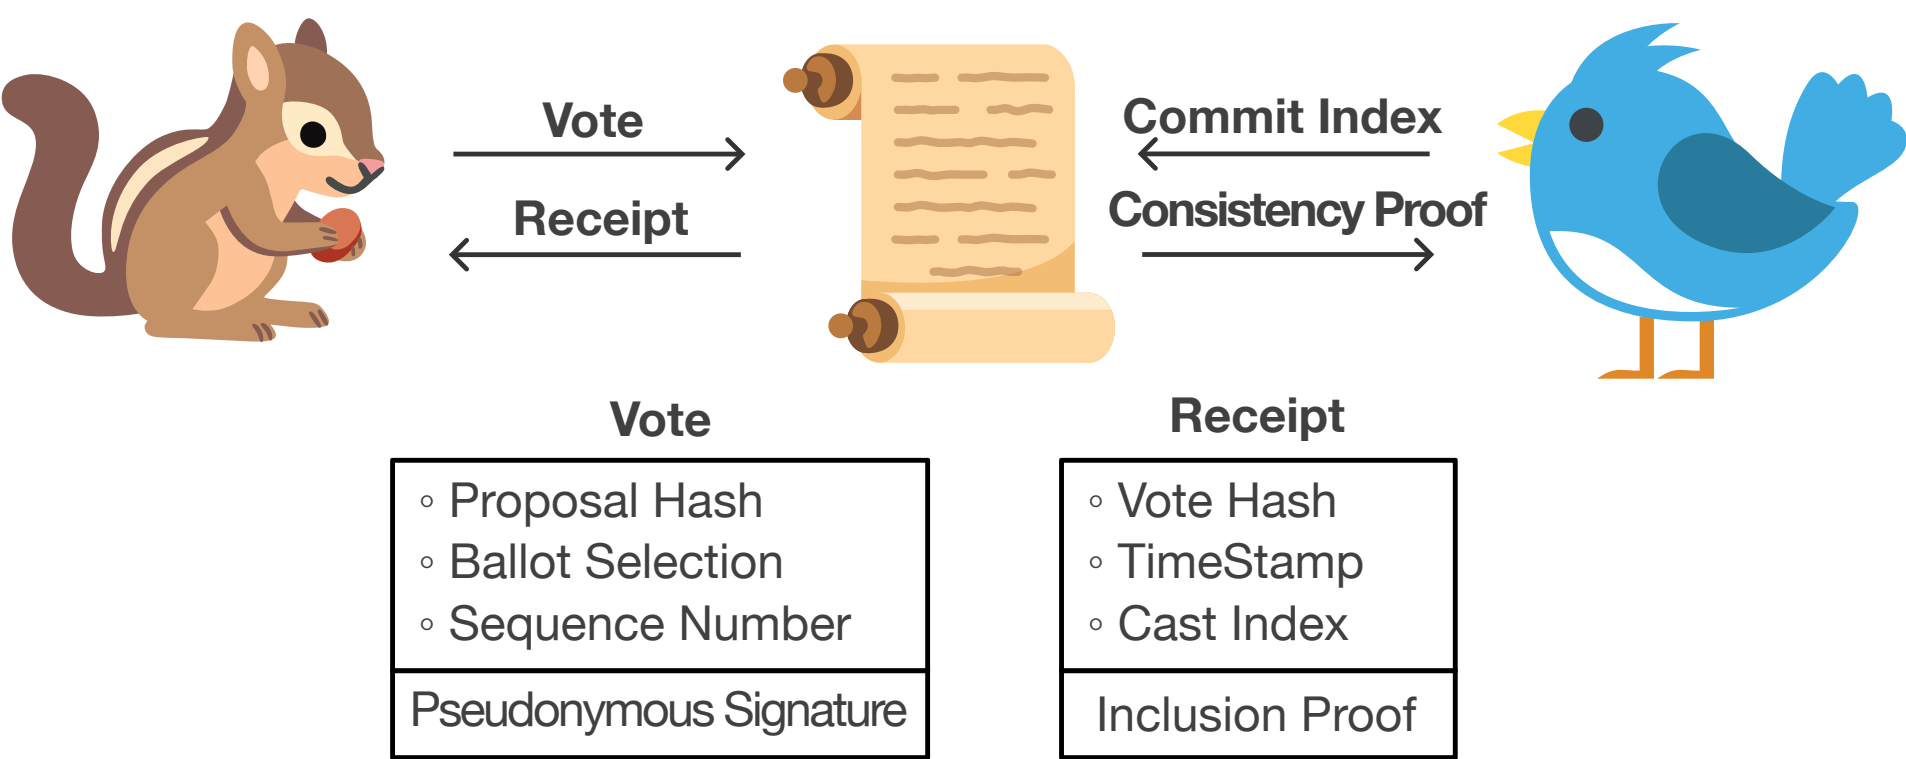 Vote
Receipt
Commit Index
Consistency Proof
Vote
◦ Proposal Hash
◦ Ballot Selection
◦ Sequence Number
Pseudonymous Signature
Receipt
◦ Vote Hash
◦ TimeStamp
◦ Cast Index
Inclusion Proof